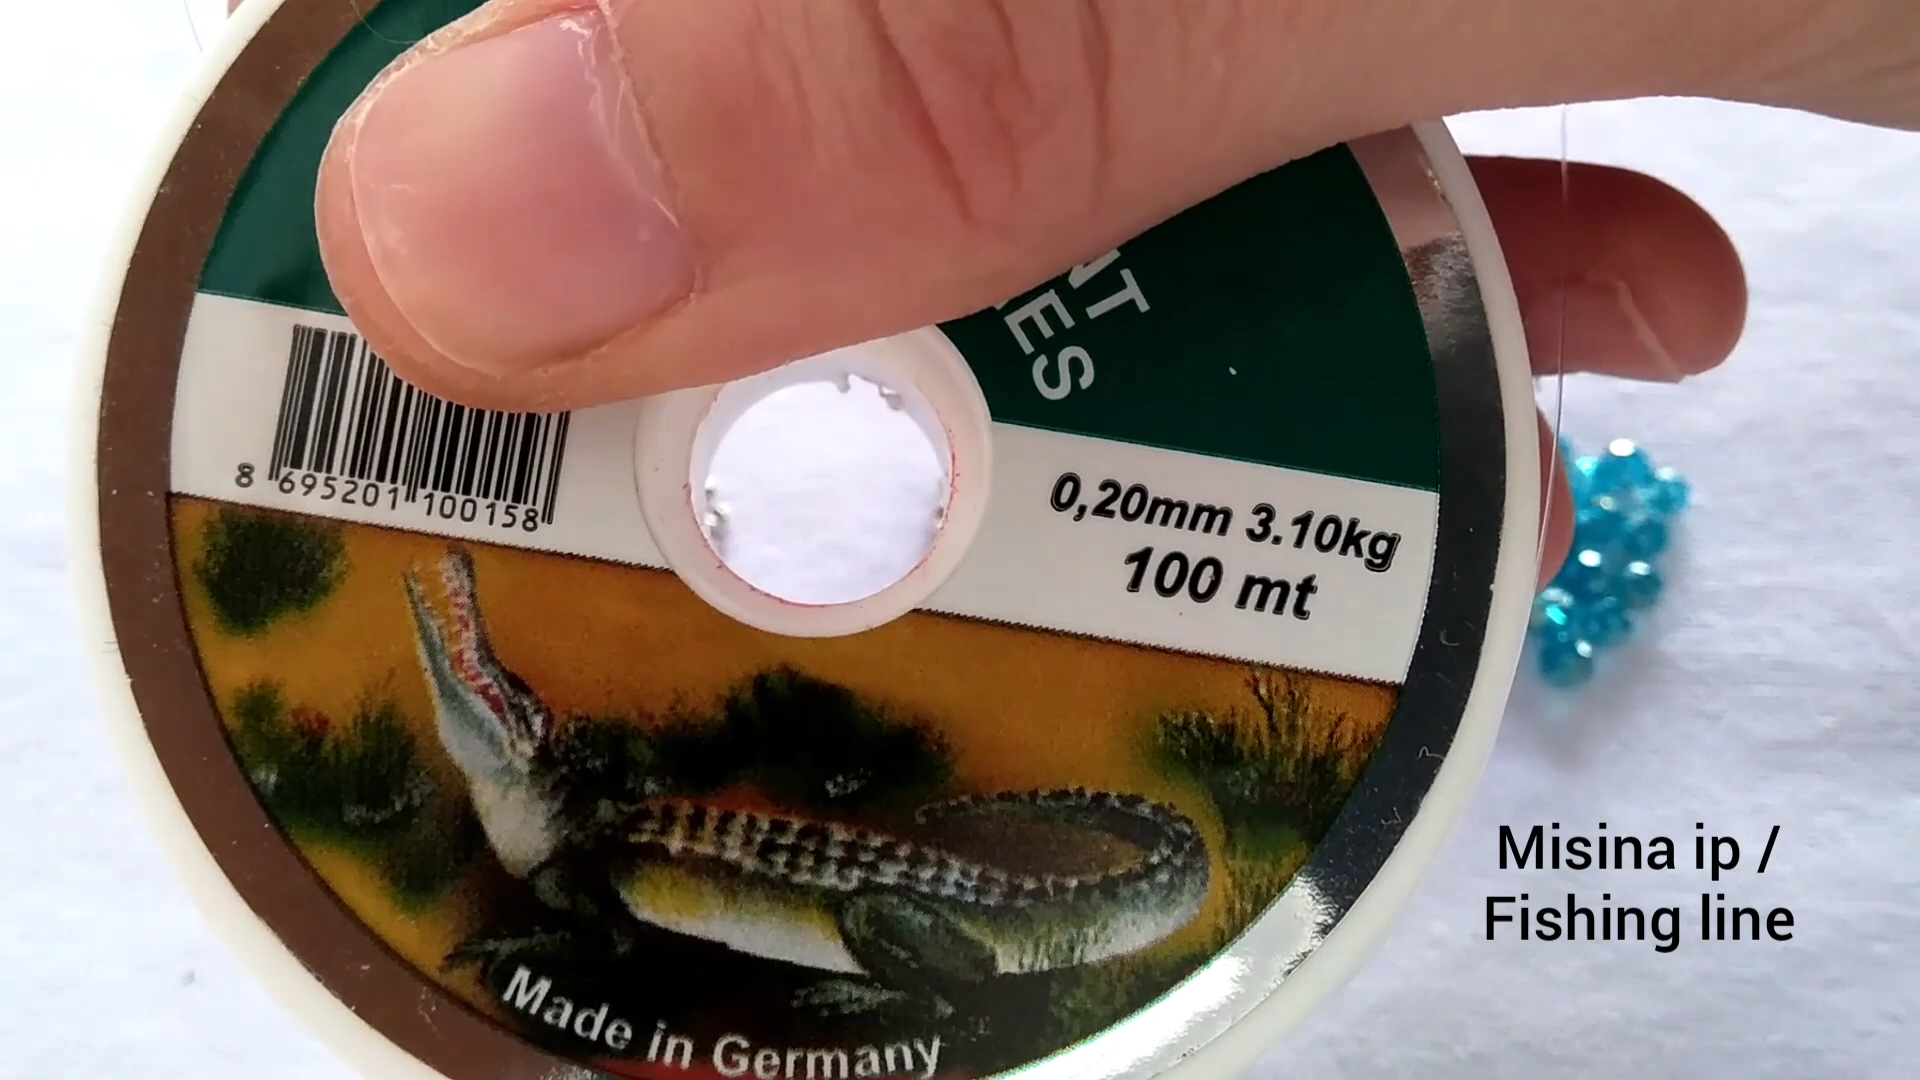 8 695201 100158
0,20mm 3.10kg
100 mt
Made in Germany
Misina ip /
Fishing line